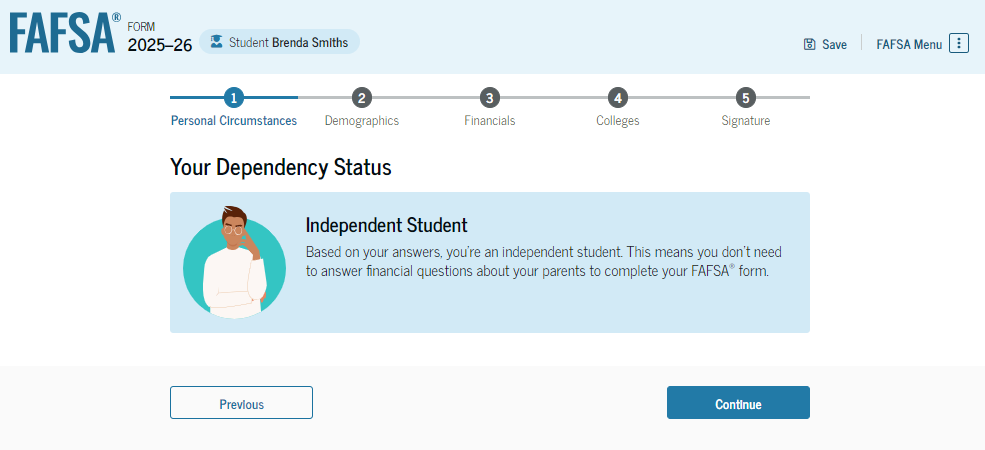 FAFSA®
FORM
2025–26
Student Brenda Smiths
Save
FAFSA Menu
1
2
3
4
5
Personal Circumstances
Demographics
Financials
Colleges
Signature
Your Dependency Status
Independent Student
Based on your answers, you're an independent student. This means you don't need
to answer financial questions about your parents to complete your FAFSA® form.
Previous
Continue